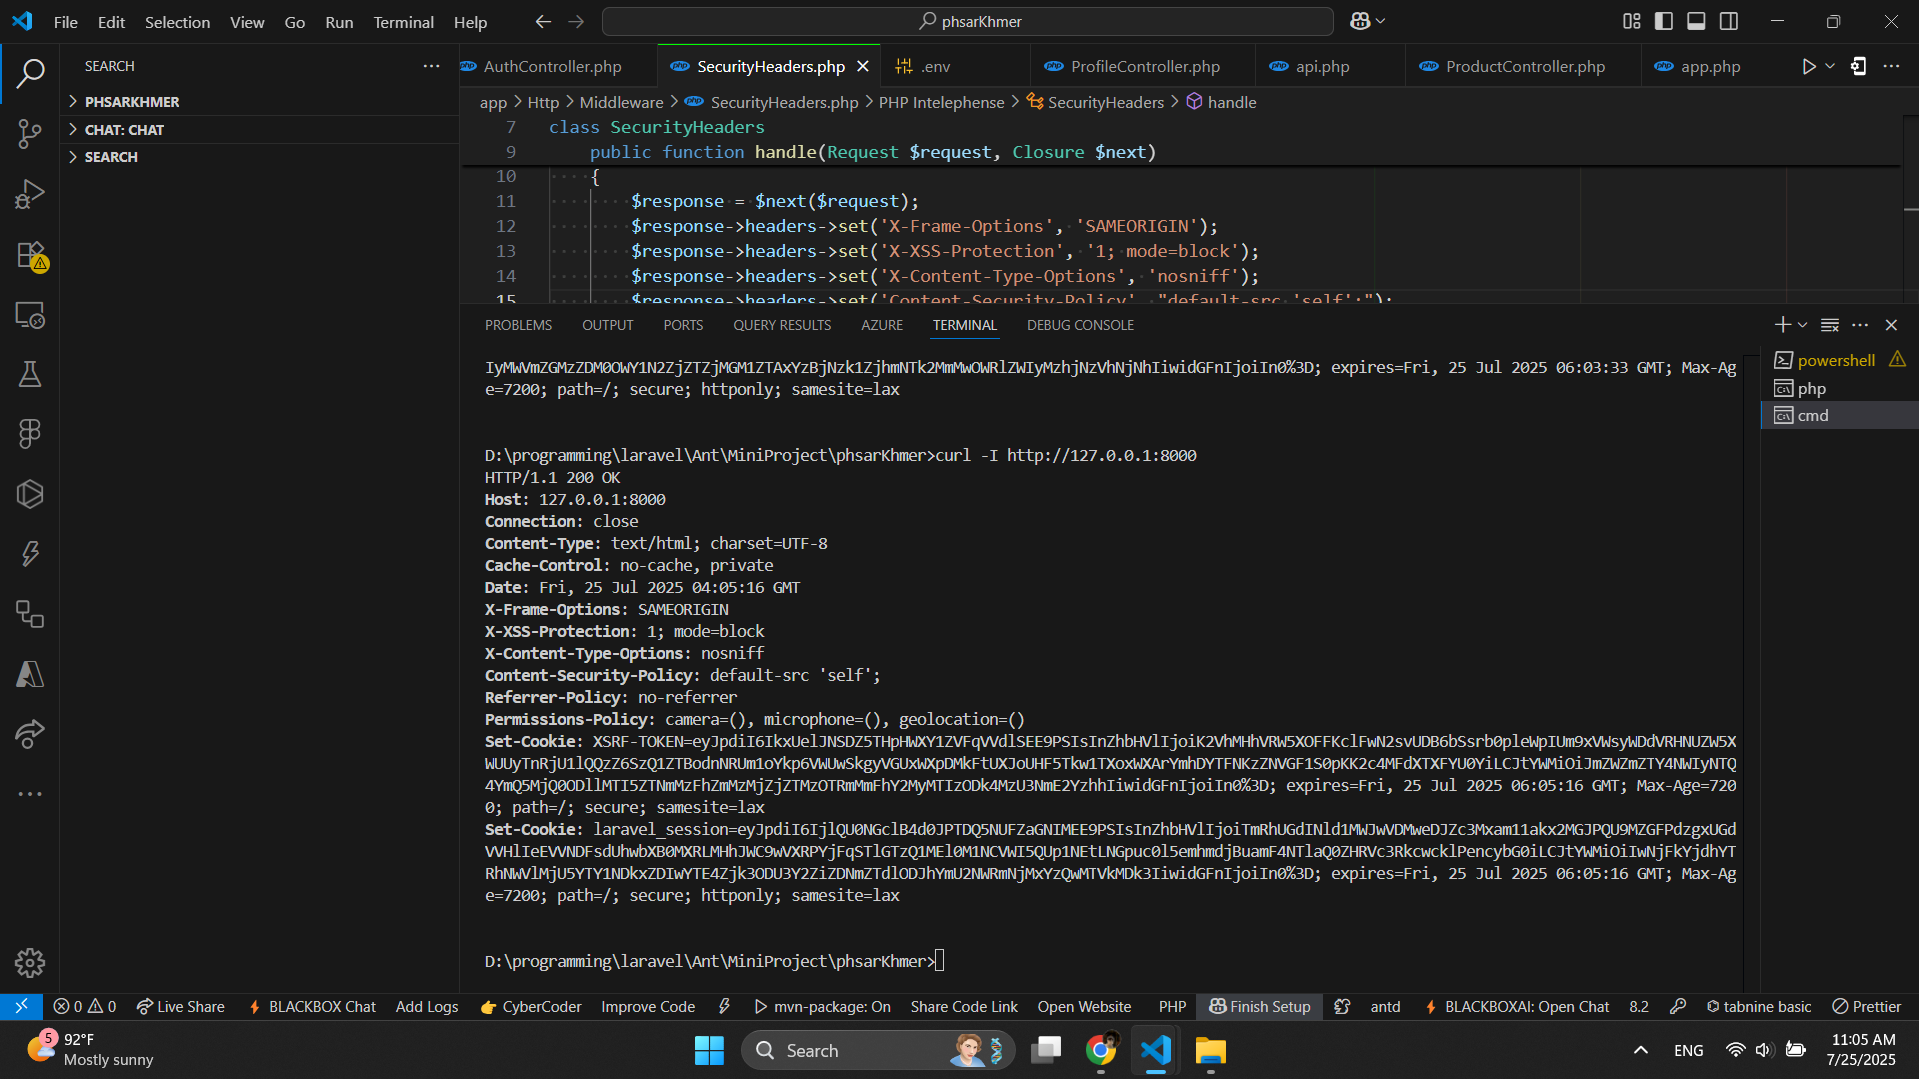 File Edit Selection View Go Run Terminal Help
phsarKhmer
SEARCH
PHSARKHMER
CHAT: CHAT
SEARCH
AuthController.php
SecurityHeaders.php
.env
ProfileController.php
api.php
ProductController.php
app.php
app > Http > Middleware > SecurityHeaders.php > PHP Intelephense > SecurityHeaders > handle
7 class SecurityHeaders
9 public function handle(Request $request, Closure $next)
10 {
11 $response = $next($request);
12 $response->headers->set('X-Frame-Options', 'SAMEORIGIN');
13 $response->headers->set('X-XSS-Protection', '1; mode=block');
14 $response->headers->set('X-Content-Type-Options', 'nosniff');
15 $response->headers->set('Content-Security-Policy', "default-src 'self';");
PROBLEMS OUTPUT PORTS QUERY RESULTS AZURE TERMINAL DEBUG CONSOLE
powershell
php
cmd
expires=Fri, 25 Jul 2025 06:03:33 GMT; Max-Ag
e=7200; path=/; secure; httponly; samesite=lax
D:\programming\laravel\Ant\MiniProject\phsarKhmer>curl -I http://127.0.0.1:8000
HTTP/1.1 200 OK
Host: 127.0.0.1:8000
Connection: close
Content-Type: text/html; charset=UTF-8
Cache-Control: no-cache, private
Date: Fri, 25 Jul 2025 04:05:16 GMT
X-Frame-Options: SAMEORIGIN
X-XSS-Protection: 1; mode=block
X-Content-Type-Options: nosniff
Content-Security-Policy: default-src 'self';
Referrer-Policy: no-referrer
Permissions-Policy: camera=(), microphone=(), geolocation=()
Set-Cookie:
expires=Fri, 25 Jul 2025 06:05:16 GMT; Max-Age=720
0; path=/; secure; samesite=lax
Set-Cookie:
expires=Fri, 25 Jul 2025 06:05:16 GMT; Max-Ag
e=7200; path=/; secure; httponly; samesite=lax
D:\programming\laravel\Ant\MiniProject\phsarKhmer>
0 0 Live Share BLACKBOX Chat Add Logs CyberCoder Improve Code mvn-package: On Share Code Link Open Website PHP Finish Setup antd BLACKBOXAI: Open Chat 8.2 tabnine basic Prettier
5
92°F
Mostly sunny
Search
ENG
11:05 AM
7/25/2025